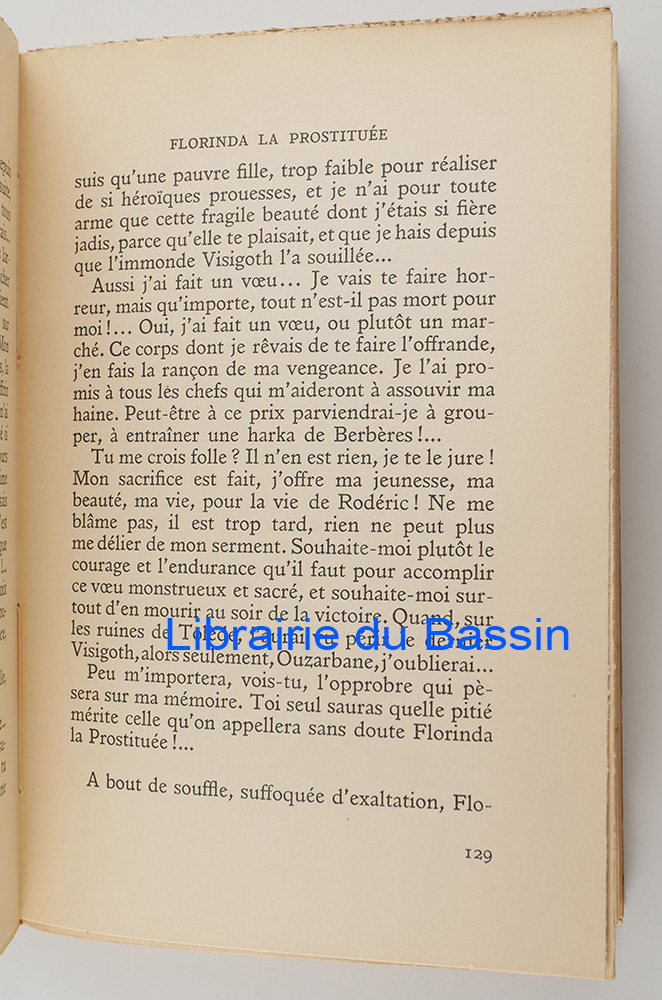 FLORINDA LA PROSTITUÉE
suis qu'une pauvre fille, trop faible pour réaliser
de si héroïques prouesses, et je n'ai pour toute
arme que cette fragile beauté dont j'étais si fière
jadis, parce qu'elle te plaisait, et que je hais depuis
que l'immonde Visigoth l'a souillée...
Aussi j'ai fait un vœu... Je vais te faire hor-
reur, mais qu'importe, tout n'est-il pas mort pour
moi!... Oui, j'ai fait un vœu, ou plutôt un mar-
ché. Ce corps dont je rêvais de te faire l'offrande,
j'en fais la rançon de ma vengeance. Je l'ai pro-
mis à tous les chefs qui m'aideront à assouvir ma
haine. Peut-être à ce prix parviendrai-je à grou-
per, à entraîner une harka de Berbères!...
Tu me crois folle? Il n'en est rien, je te le jure!
Mon sacrifice est fait, j'offre ma jeunesse, ma
beauté, ma vie, pour la vie de Rodéric! Ne me
blâme pas, il est trop tard, rien ne peut plus
me délier de mon serment. Souhaite-moi plutôt le
courage et l'endurance qu'il faut pour accomplir
ce vœu monstrueux et sacré, et souhaite-moi sur-
tout d'en mourir au soir de la victoire. Quand, sur
les ruines de Tolède, j'aurai vu périr le dernier
Librairie du Bassin
Visigoth, alors seulement, Ouzarbane, j'oublierai...
Peu m'importera, vois-tu, l'opprobre qui pè-
sera sur ma mémoire. Toi seul sauras quelle pitié
mérite celle qu'on appellera sans doute Florinda
la Prostituée!...
A bout de souffle, suffoquée d'exaltation, Flo-
129